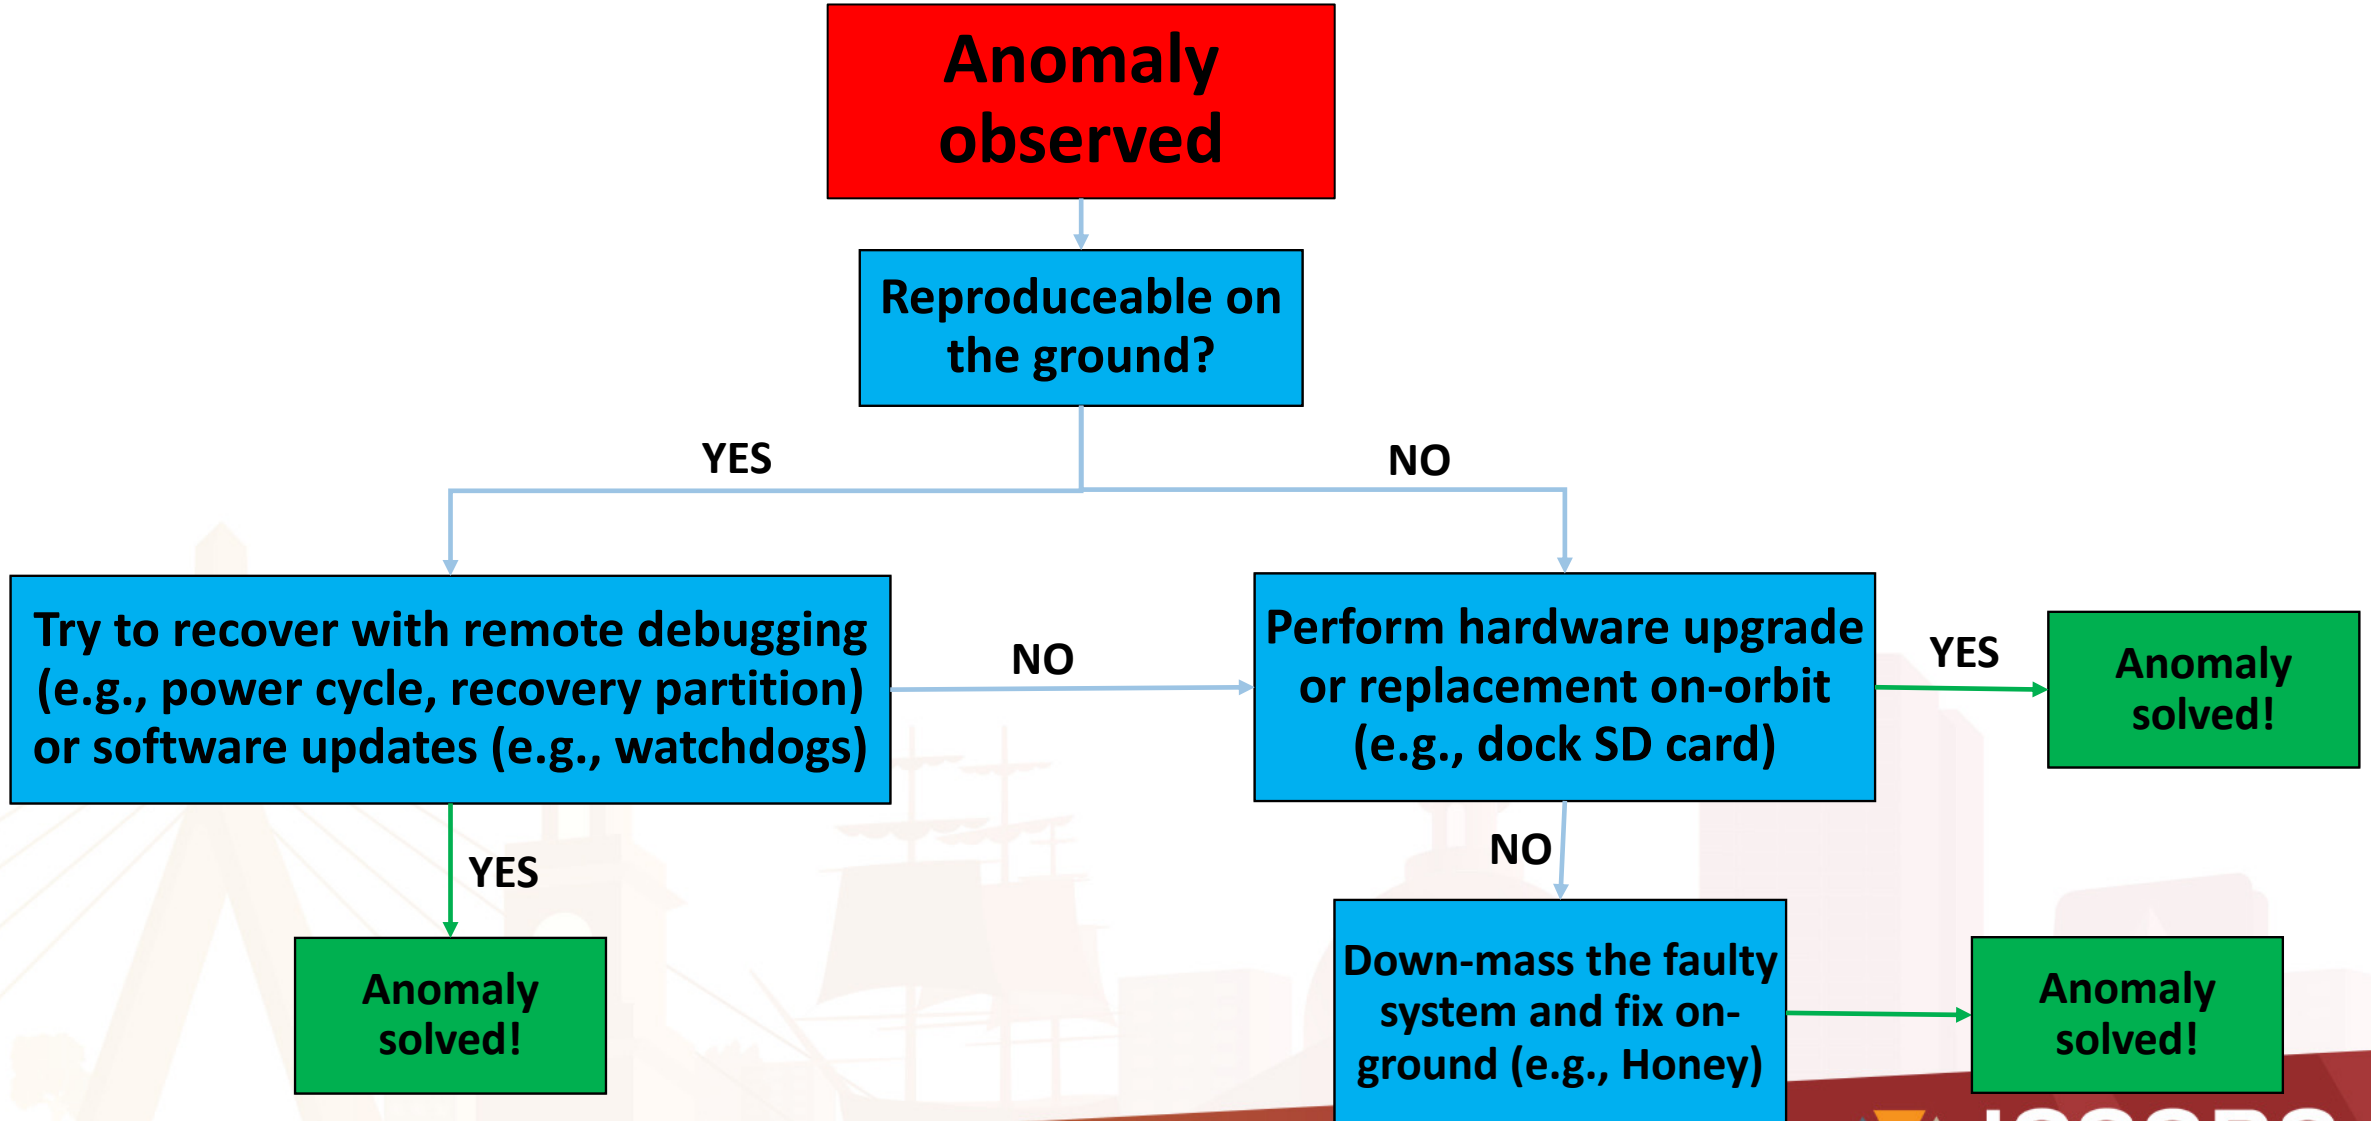 Anomaly
observed
Reproduceable on
the ground?
YES
NO
Try to recover with remote debugging
(e.g., power cycle, recovery partition)
or software updates (e.g., watchdogs)
NO
Perform hardware upgrade
or replacement on-orbit
(e.g., dock SD card)
YES
Anomaly
solved!
YES
NO
Anomaly
solved!
Down-mass the faulty
system and fix on-
ground (e.g., Honey)
Anomaly
solved!